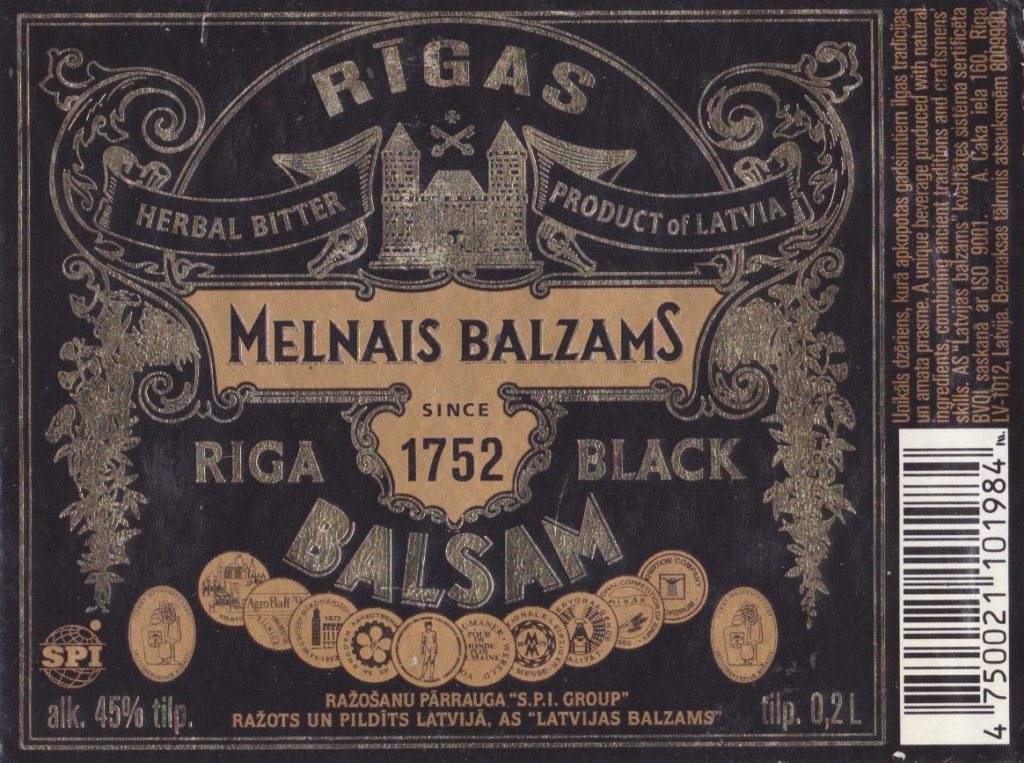 RĪGAS
HERBAL BITTER
PRODUCT of LATVIA
MELNAIS BALZAMS
SINCE
1752
RIGA BLACK
BALSAM
AgroBalt
1872
SPI
alk. 45% tilp.
RAŽOŠANU PĀRRAUGA "S.P.I. GROUP"
RAŽOTS UN PILDĪTS LATVIJĀ, AS "LATVIJAS BALZAMS"
tilp. 0,2 L
Unikāls dzēriens, kurā apkopotas gadsimtiem ilgas tradīcijas
un amata prasme. A unique beverage produced with natural
ingredients, combining ancient traditions and craftsmens'
skills. AS "Latvijas balzams" kvalitātes sistēma sertificēta
BVQI saskaņā ar ISO 9001. A. Čaka iela 160, Rīga
LV-1012, Latvija. Bezmaksas tālrunis atsauksmēm 8009990.
4 750021 101984